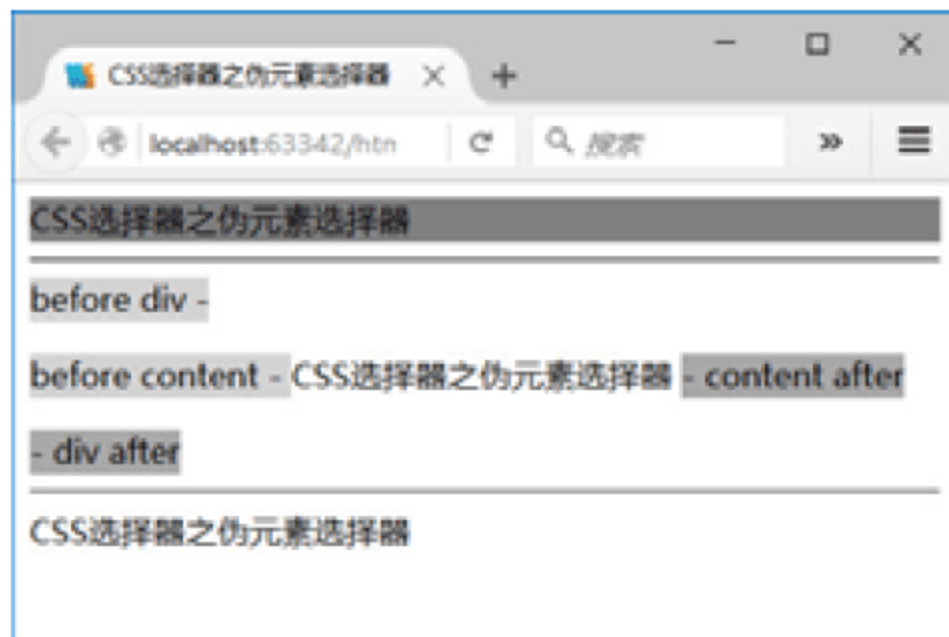 CSS选择器之伪元素选择器
localhost:63342/htn
搜索
CSS选择器之伪元素选择器
before div -
before content - CSS选择器之伪元素选择器 - content after
- div after
CSS选择器之伪元素选择器